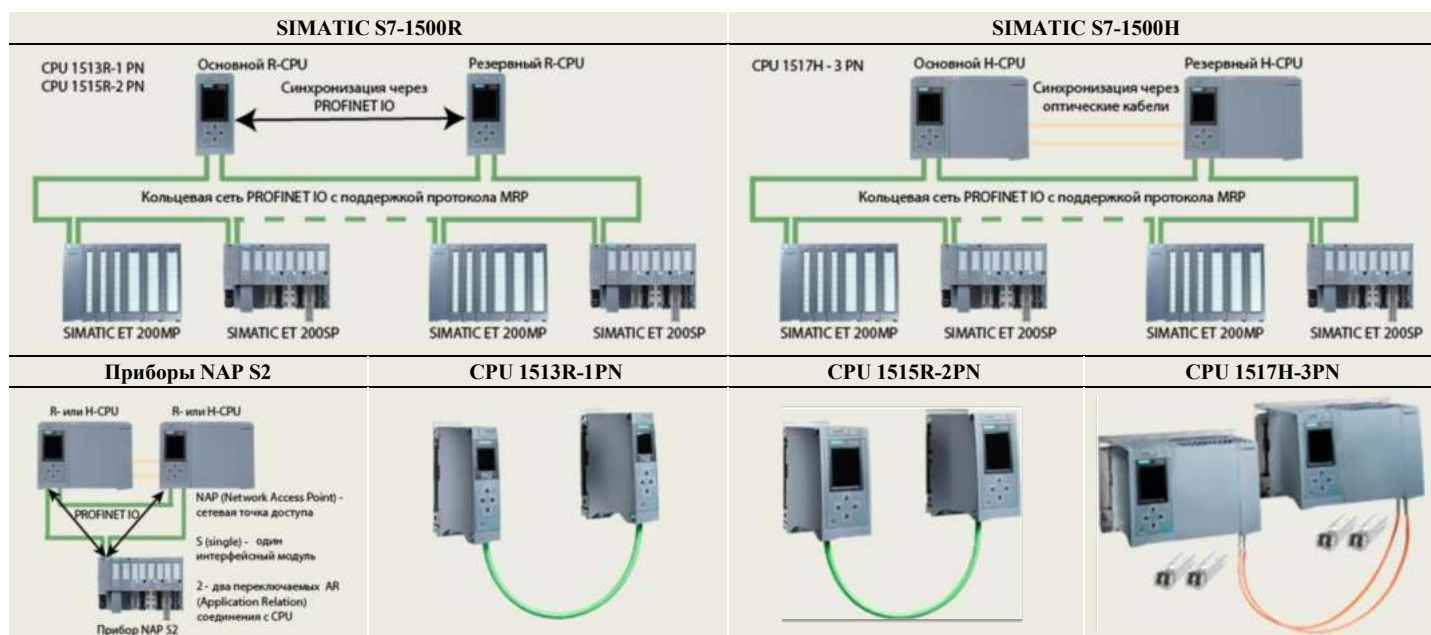 SIMATIC S7-1500R
SIMATIC S7-1500H
CPU 1513R-1 PN
CPU 1515R-2 PN
Основной R-CPU
Резервный R-CPU
Синхронизация через
PROFINET IO
Кольцевая сеть PROFINET IO с поддержкой протокола MRP
SIMATIC ET 200MP
SIMATIC ET 200SP
SIMATIC ET 200MP
SIMATIC ET 200SP
CPU 1517H - 3 PN
Основной H-CPU
Резервный H-CPU
Синхронизация через
оптические кабели
Кольцевая сеть PROFINET IO с поддержкой протокола MRP
SIMATIC ET 200MP
SIMATIC ET 200SP
SIMATIC ET 200MP
SIMATIC ET 200SP
Приборы NAP S2
CPU 1513R-1PN
CPU 1515R-2PN
CPU 1517H-3PN
R- или H-CPU
R- или H-CPU
PROFINET IO
NAP (Network Access Point) -
сетевая точка доступа
S (single) - один
интерфейсный модуль
2 - два переключаемых AR
(Application Relation)
соединения с CPU
Прибор NAP S2